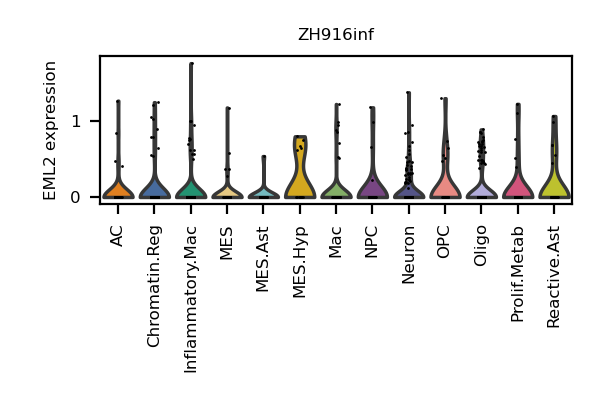 ZH916inf
EML2 expression
1
0
AC
Chromatin.Reg
Inflammatory.Mac
MES
MES.Ast
MES.Hyp
Mac
NPC
Neuron
OPC
Oligo
Prolif.Metab
Reactive.Ast